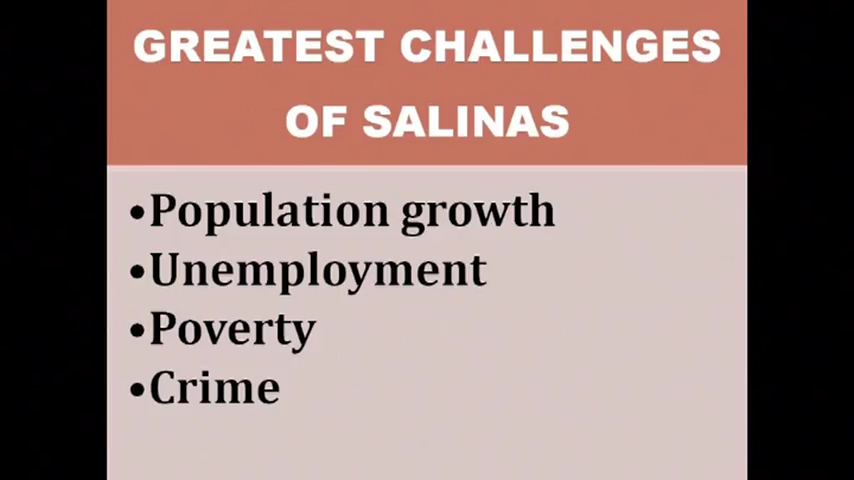 GREATEST CHALLENGES
OF SALINAS
•Population growth
•Unemployment
•Poverty
•Crime